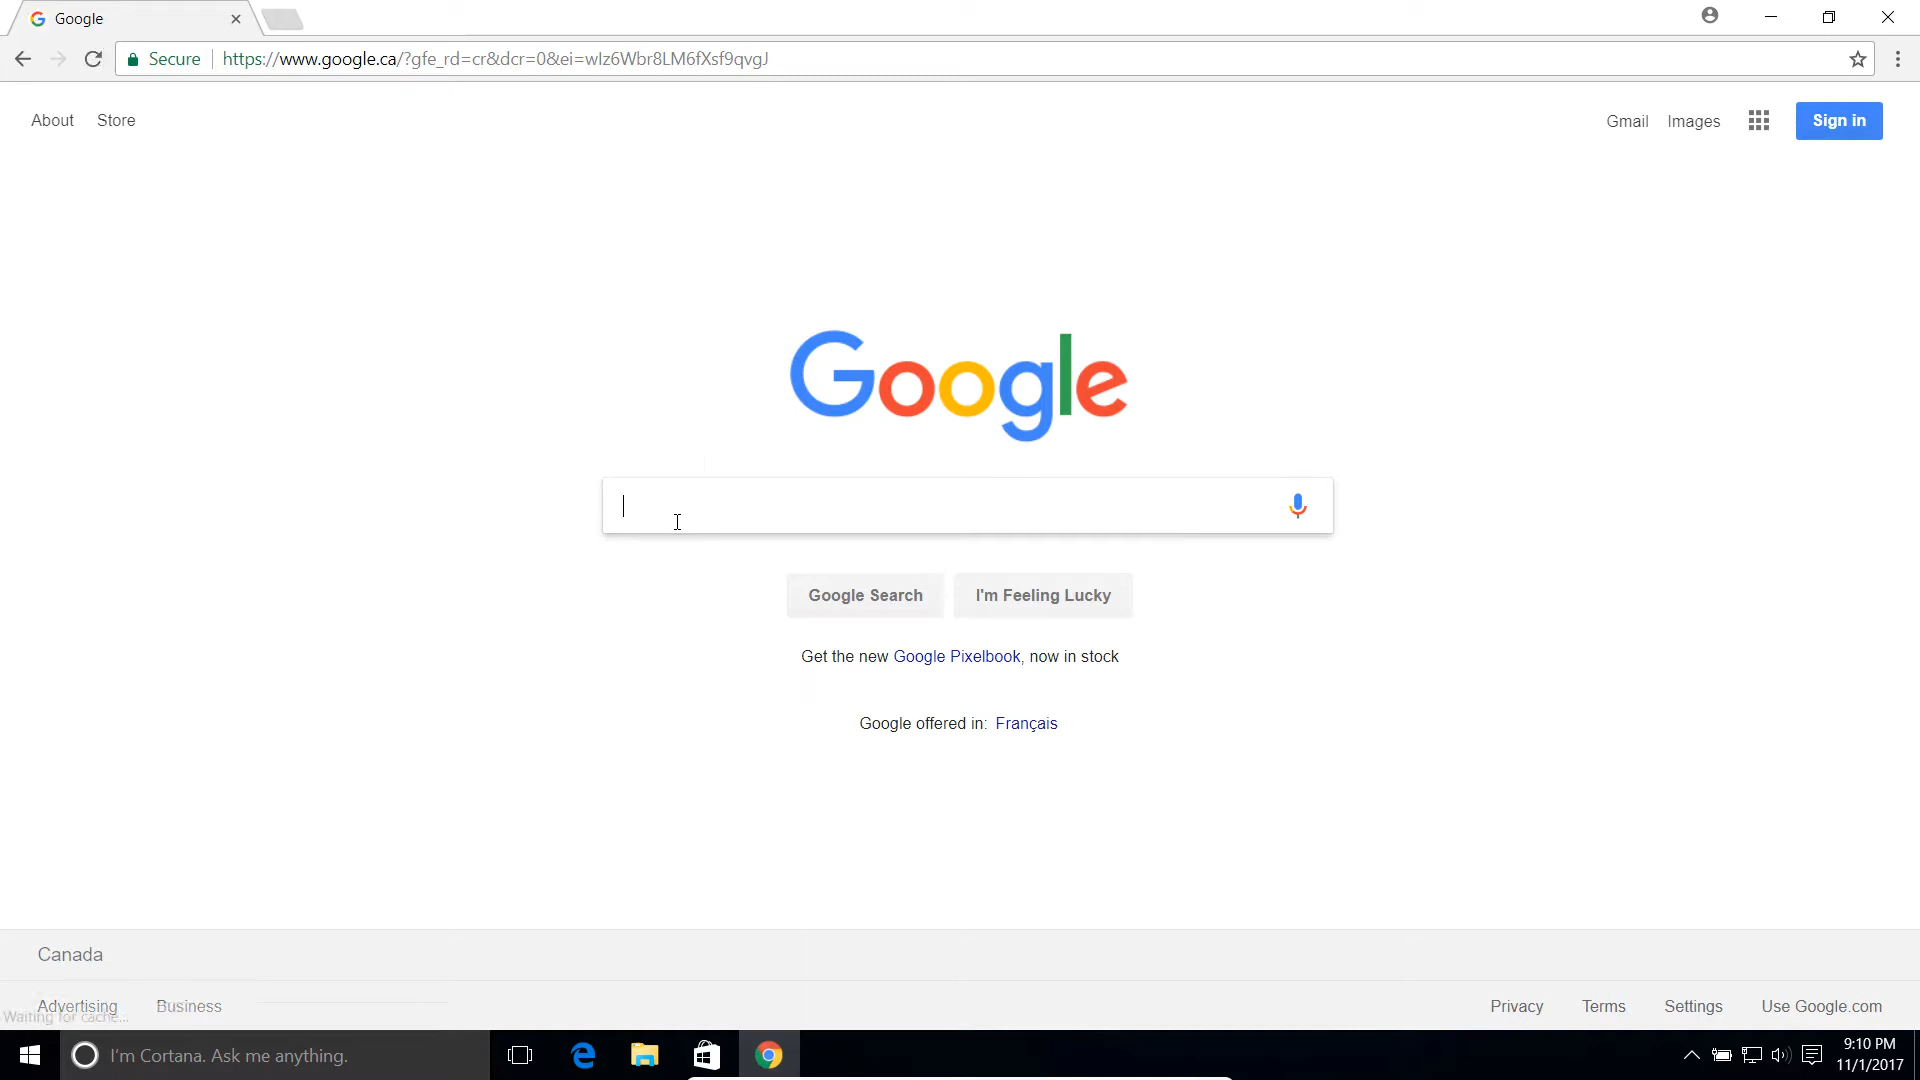 Google
Secure https://www.google.ca/?gfe_rd=cr&dcr=0&ei=wIz6Wbr8LM6fXsf9qvgJ
About Store
Gmail Images Sign in
Google
Google Search I'm Feeling Lucky
Get the new Google Pixelbook, now in stock
Google offered in: Français
Canada
Advertising Business Privacy Terms Settings Use Google.com
Waiting for cache...
I'm Cortana. Ask me anything.
9:10 PM
11/1/2017